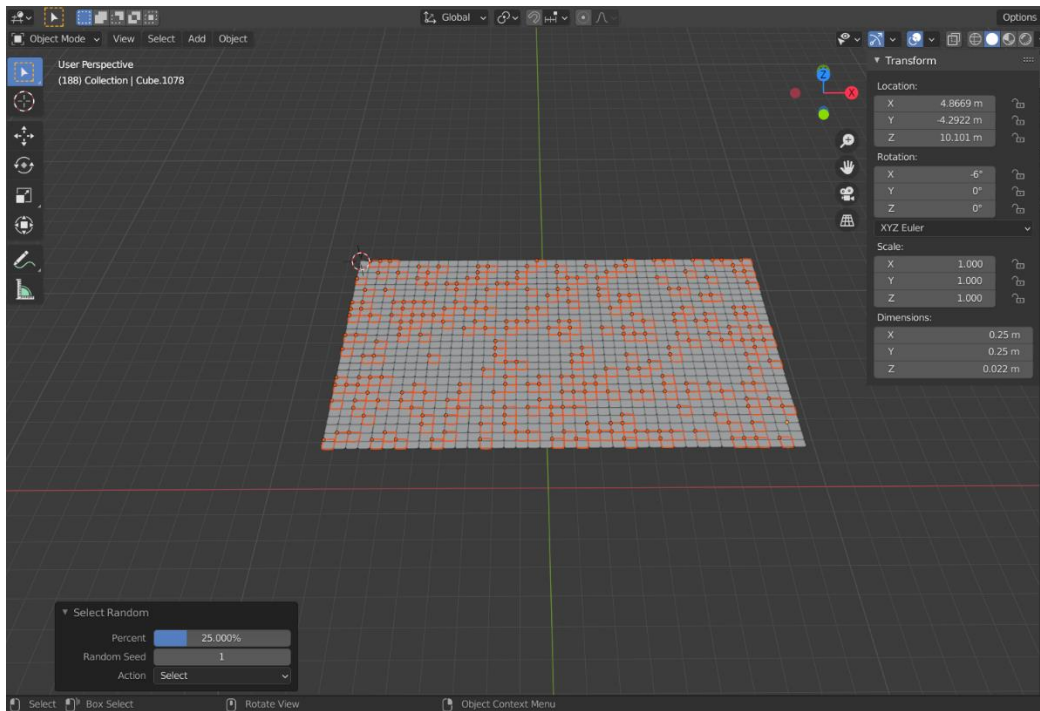 Global
Options
Object Mode View Select Add Object
User Perspective
(188) Collection | Cube.1078
Z
X
Transform
Location:
X 4.8669 m
Y -4.2922 m
Z 10.101 m
Rotation:
X -6°
Y 0°
Z 0°
XYZ Euler
Scale:
X 1.000
Y 1.000
Z 1.000
Dimensions:
X 0.25 m
Y 0.25 m
Z 0.022 m
Select Random
Percent 25.000%
Random Seed 1
Action Select
Select Box Select Rotate View Object Context Menu